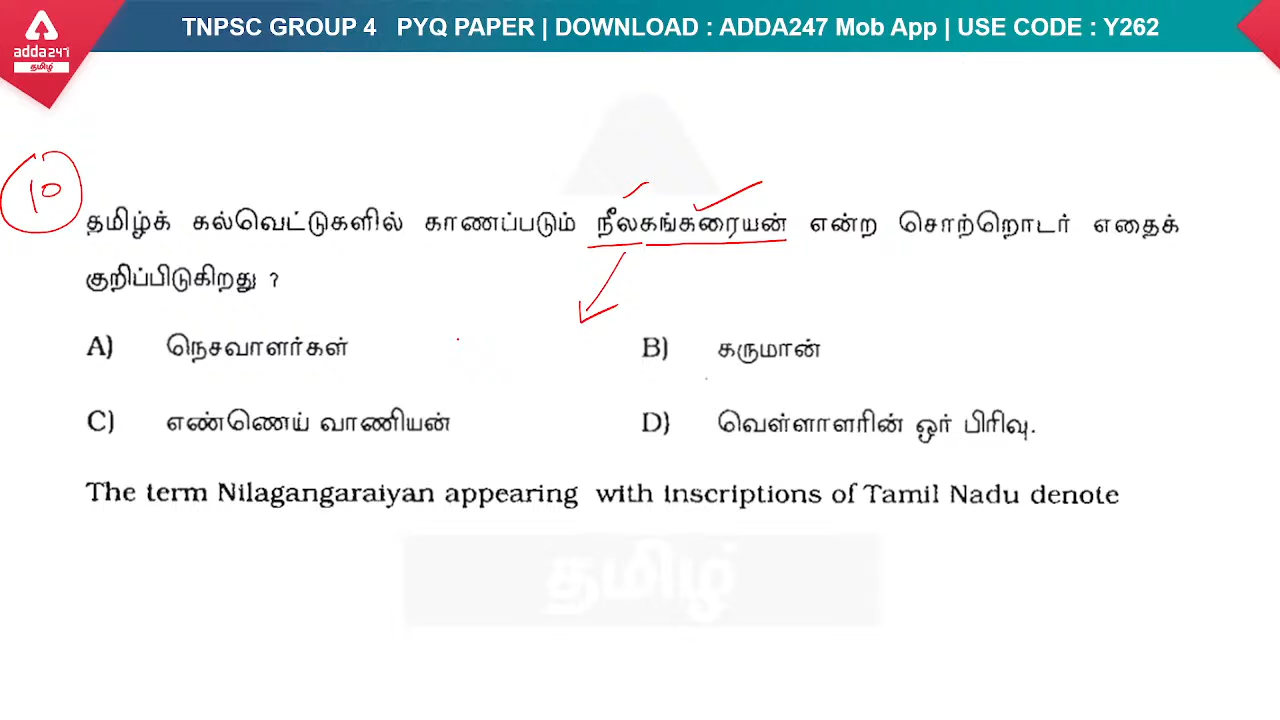 TNPSC GROUP 4 PYQ PAPER | DOWNLOAD : ADDA247 Mob App | USE CODE : Y262
adda247
தமிழ்
10
தமிழ்க் கல்வெட்டுகளில் காணப்படும் நீலகங்கரையன் என்ற சொற்றொடர் எதைக்
குறிப்பிடுகிறது ?
A) நெசவாளர்கள் B) கருமான்
C) எண்ணெய் வாணியன் D) வெள்ளாளரின் ஓர் பிரிவு.
The term Nilagangaraiyan appearing with inscriptions of Tamil Nadu denote
தமிழ்